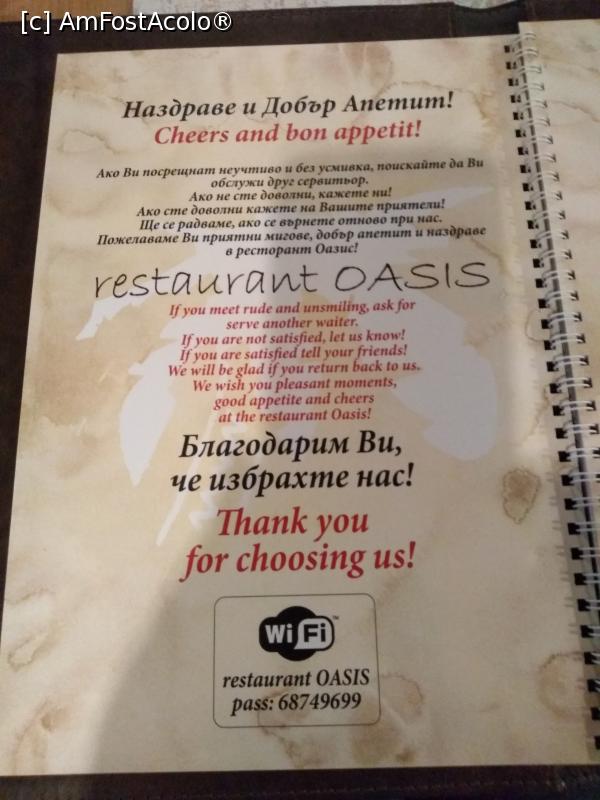 [c] AmFostAcolo®
Наздраве и Добър Апетит!
Cheers and bon appetit!
Ако Ви посрещнат неучтиво и без усмивка, поискайте да Ви
обслужи друг сервитьор.
Ако не сте доволни, кажете ни!
Ако сте доволни кажете на Вашите приятели!
Ще се радваме, ако се върнете отново при нас.
Пожелаваме Ви приятни мигове, добър апетит и наздраве
в ресторант Оазис!
restaurant OASIS
If you meet rude and unsmiling, ask for
serve another waiter.
If you are not satisfied, let us know!
If you are satisfied tell your friends!
We will be glad if you return back to us.
We wish you pleasant moments,
good appetite and cheers
at the restaurant Oasis!
Благодарим Ви,
че избрахте нас!
Thank you
for choosing us!
Wi Fi™
restaurant OASIS
pass: 68749699